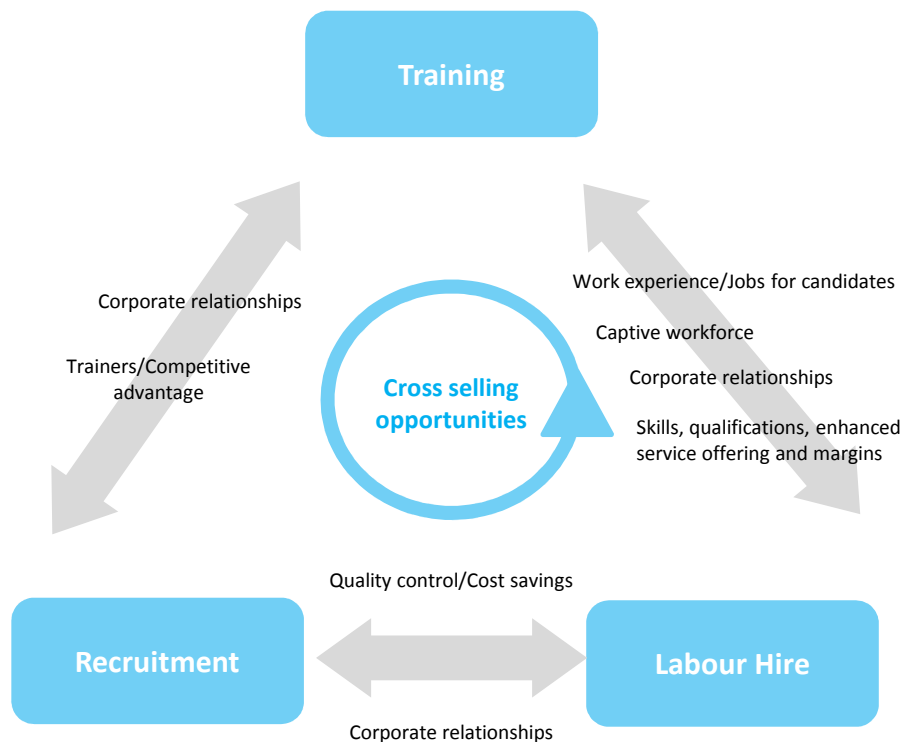 Training
Corporate relationships
Trainers/Competitive
advantage
Work experience/Jobs for candidates
Captive workforce
Corporate relationships
Skills, qualifications, enhanced
service offering and margins
Cross selling
opportunities
Quality control/Cost savings
Recruitment
Labour Hire
Corporate relationships